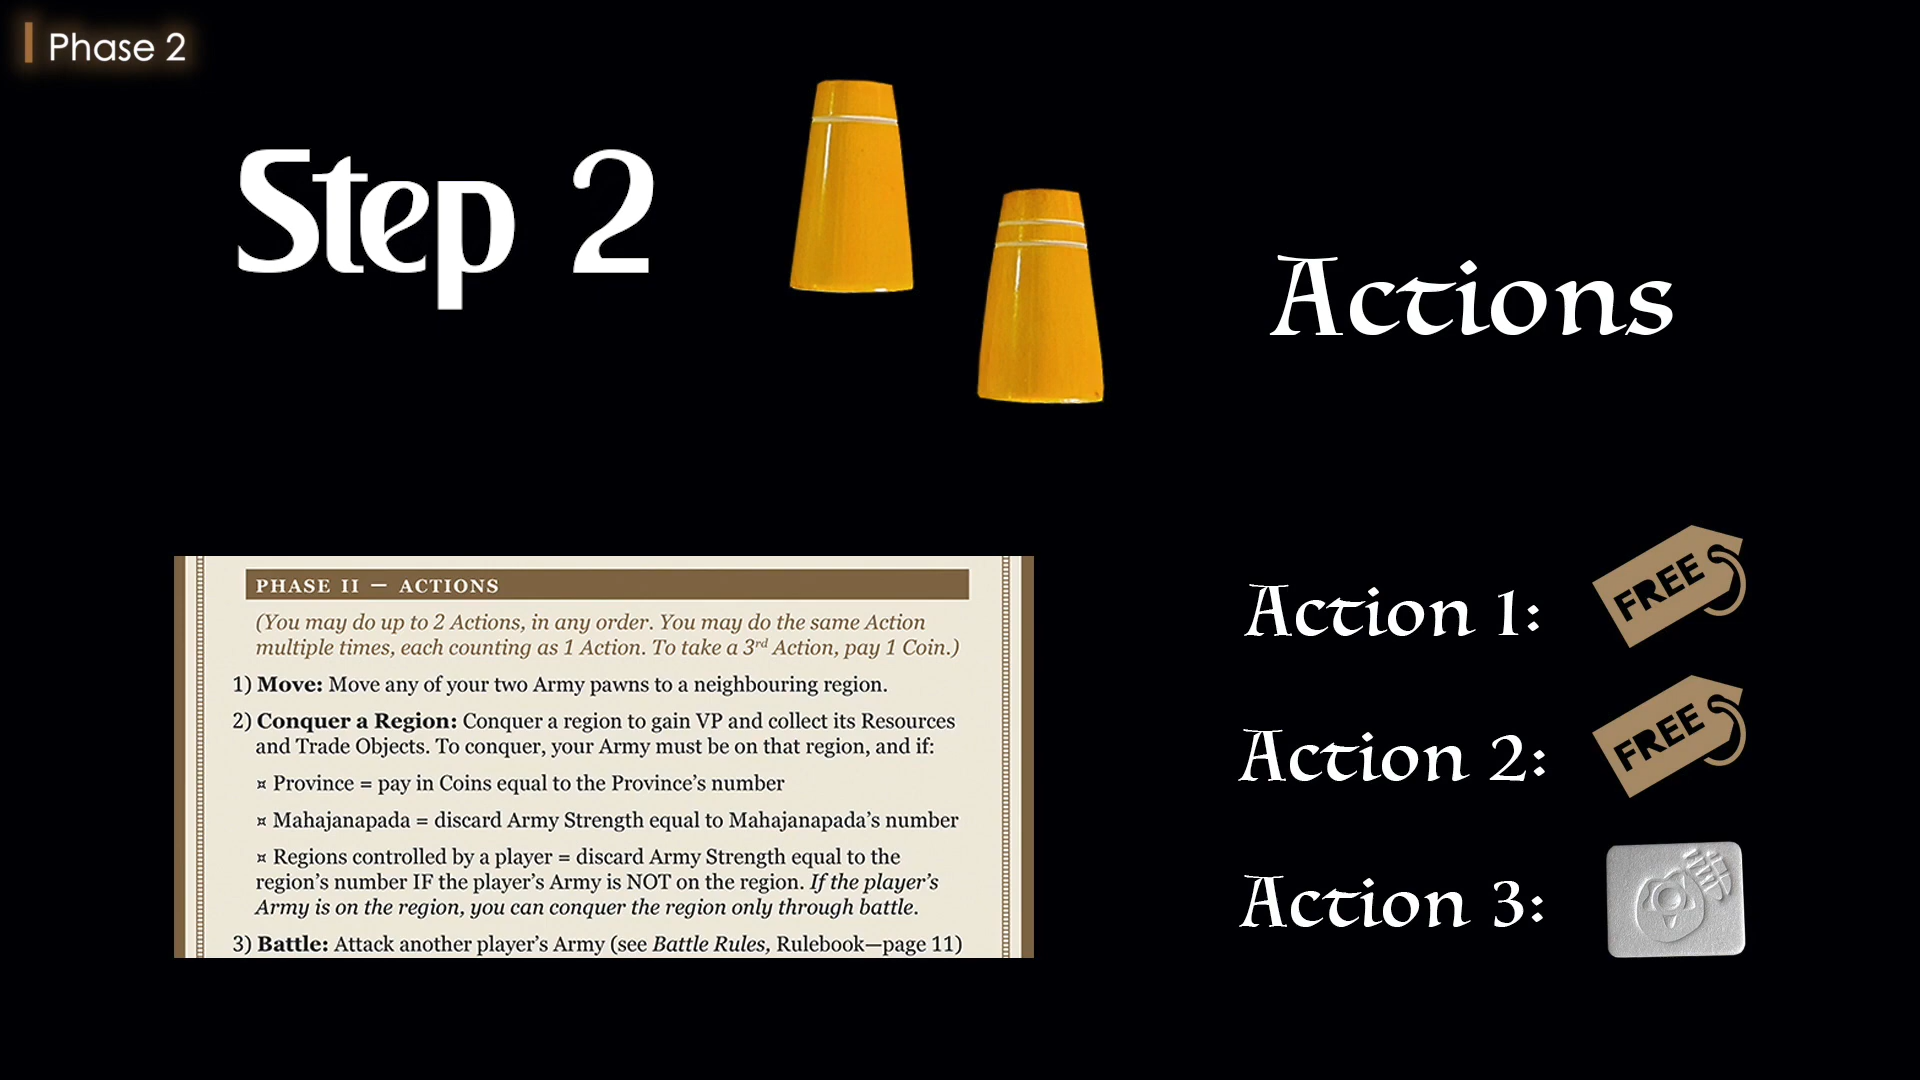 Phase 2
Step 2
Actions
PHASE II — ACTIONS
(You may do up to 2 Actions, in any order. You may do the same Action
multiple times, each counting as 1 Action. To take a 3rd Action, pay 1 Coin.)
1) Move: Move any of your two Army pawns to a neighbouring region.
2) Conquer a Region: Conquer a region to gain VP and collect its Resources
and Trade Objects. To conquer, your Army must be on that region, and if:
¤ Province = pay in Coins equal to the Province's number
¤ Mahajanapada = discard Army Strength equal to Mahajanapada's number
¤ Regions controlled by a player = discard Army Strength equal to the
region's number IF the player's Army is NOT on the region. If the player's
Army is on the region, you can conquer the region only through battle.
3) Battle: Attack another player's Army (see Battle Rules, Rulebook—page 11)
Action 1: FREE
Action 2: FREE
Action 3: